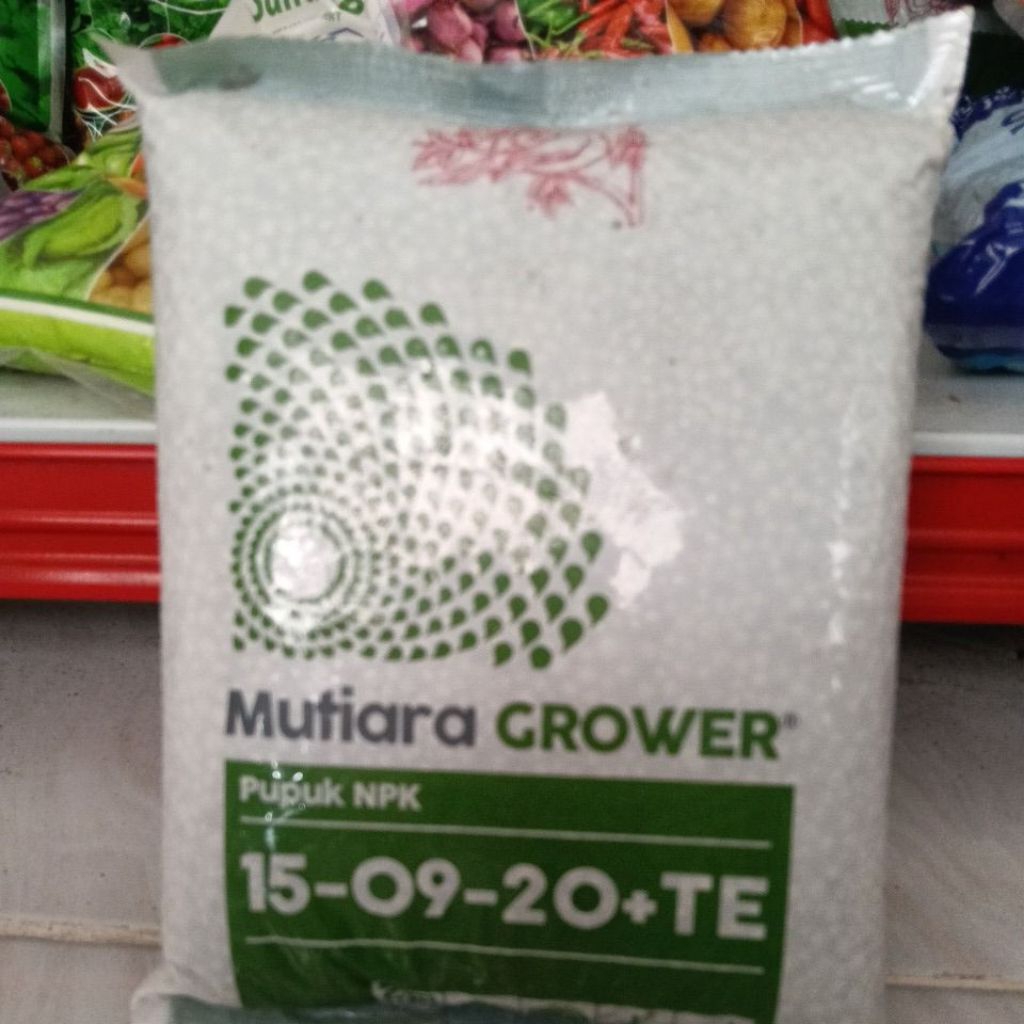 Mutiara GROWER®
Pupuk NPK
15-09-20+TE